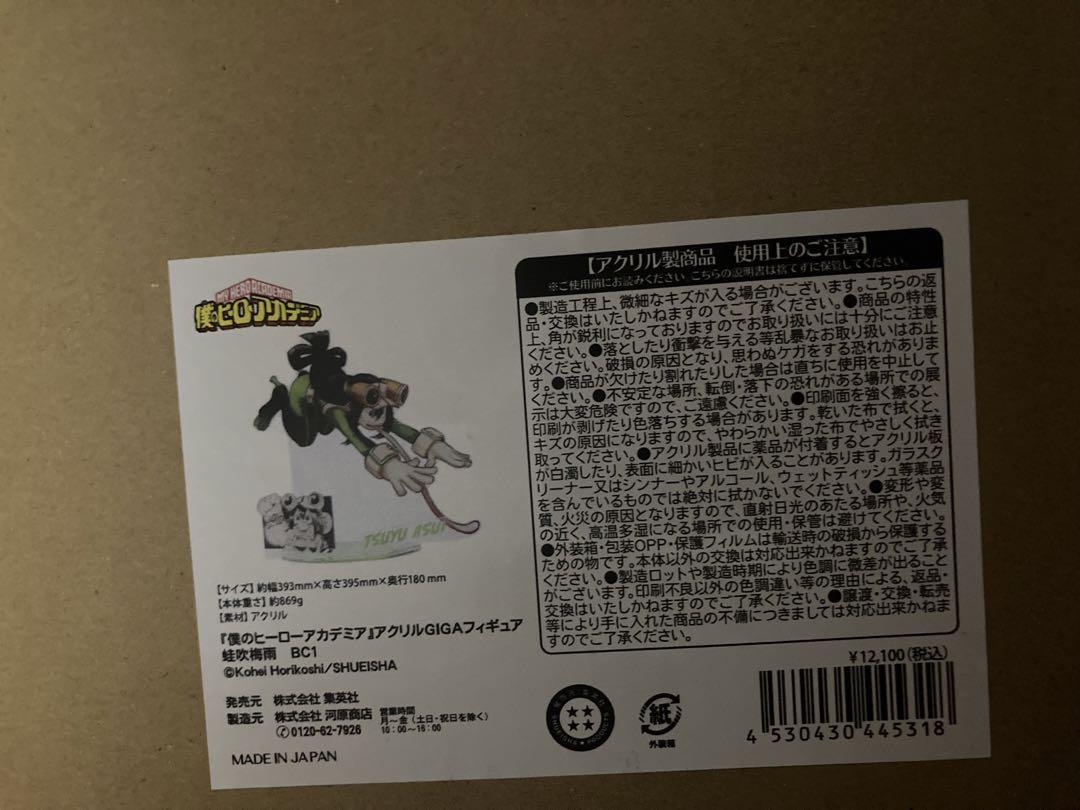 MY HERO ACADEMIA
僕のヒーローアカデミア
TSUYU ASUI
【サイズ】約幅393mm×高さ395mm×奥行180mm
【本体重さ】約869g
【素材】アクリル
『僕のヒーローアカデミア』アクリルGIGAフィギュア
蛙吹梅雨 BC1
©Kohei Horikoshi/SHUEISHA
発売元 株式会社 集英社
製造元 株式会社 河原商店 営業時間
月〜金(土日・祝日を除く)
✆0120-62-7926 10:00〜16:00
MADE IN JAPAN
【アクリル製商品 使用上のご注意】
※ご使用前にお読みください。こちらの説明書は捨てずに保管してください。
●製造工程上、微細なキズが入る場合がございます。こちらの返
品・交換はいたしかねますのでご了承ください。●商品の特性
上、角が鋭利になっておりますのでお取り扱いには十分にご注意
ください。●落としたり衝撃を与える等乱暴なお取り扱いはお止
めください。破損の原因となり、思わぬケガをする恐れがありま
す。●商品が欠けたり割れたりした場合は直ちに使用を中止して
ください。●不安定な場所、転倒・落下の恐れがある場所での展
示は大変危険ですので、ご遠慮ください。●印刷面を強く擦ると、
印刷が剥げたり色落ちする場合があります。乾いた布で拭くと、
キズの原因になりますので、やわらかい湿った布でやさしく拭き
取ってください。●アクリル製品に薬品が付着するとアクリル板
が白濁したり、表面に細かいヒビが入ることがあります。ガラスク
リーナー又はシンナーやアルコール、ウェットティッシュ等薬品
を含んでいるものでは絶対に拭かないでください。●変形や変
質、火災の原因となりますので、直射日光のあたる場所や、火気
の近く、高温多湿になる場所での使用・保管は避けてください。
●外装箱・包装OPP・保護フィルムは輸送時の破損から保護する
ための物です。本体以外の交換は対応出来かねますのでご了承
ください。●製造ロットや製造時期により色調に微差が出ること
がございます。印刷不良以外の色調違い等の理由による、返品・
交換はいたしかねますのでご了承ください。●譲渡・交換・転売
等により手に入れた商品の不備につきましては対応出来かねま
すのでご了承ください。
¥12,100(税込)
紙
外装箱
4 530430 445318